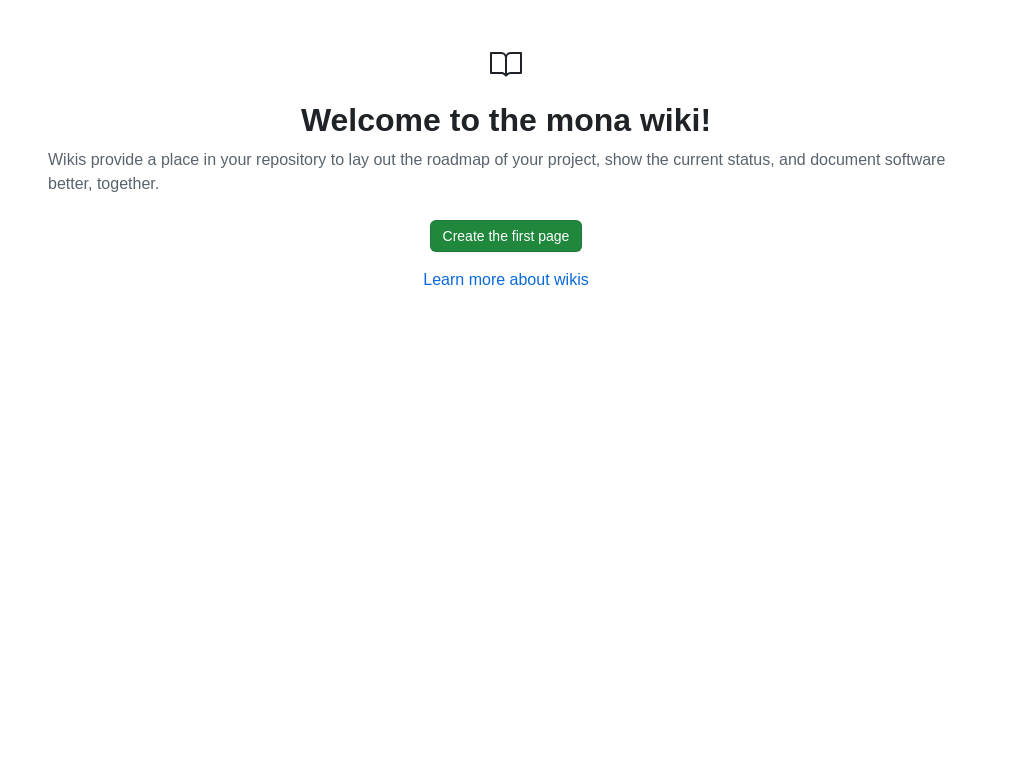 Welcome to the mona wiki!
Wikis provide a place in your repository to lay out the roadmap of your project, show the current status, and document software
better, together.
Create the first page
Learn more about wikis